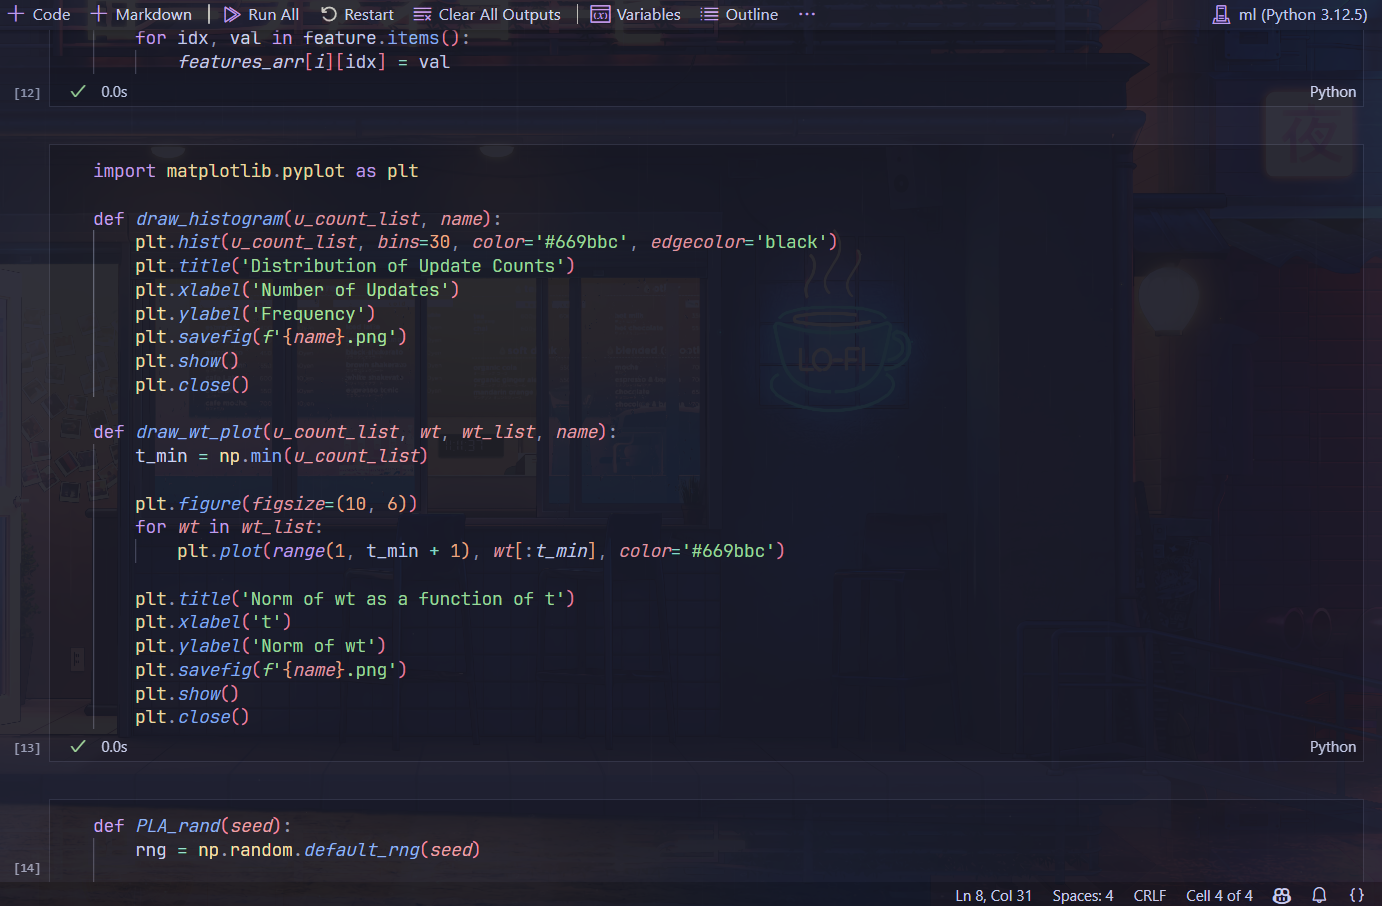 Code Markdown Run All Restart Clear All Outputs Variables Outline ··· ml (Python 3.12.5)
for idx, val in feature.items():
features_arr[i][idx] = val
[12] 0.0s Python
夜
import matplotlib.pyplot as plt
def draw_histogram(u_count_list, name):
plt.hist(u_count_list, bins=30, color='#669bbc', edgecolor='black')
plt.title('Distribution of Update Counts')
plt.xlabel('Number of Updates')
plt.ylabel('Frequency')
plt.savefig(f'{name}.png')
plt.show()
LO-FI
plt.close()
def draw_wt_plot(u_count_list, wt, wt_list, name):
t_min = np.min(u_count_list)
plt.figure(figsize=(10, 6))
for wt in wt_list:
plt.plot(range(1, t_min + 1), wt[:t_min], color='#669bbc')
plt.title('Norm of wt as a function of t')
plt.xlabel('t')
plt.ylabel('Norm of wt')
plt.savefig(f'{name}.png')
plt.show()
plt.close()
[13] 0.0s Python
def PLA_rand(seed):
rng = np.random.default_rng(seed)
[14]
Ln 8, Col 31 Spaces: 4 CRLF Cell 4 of 4 {}